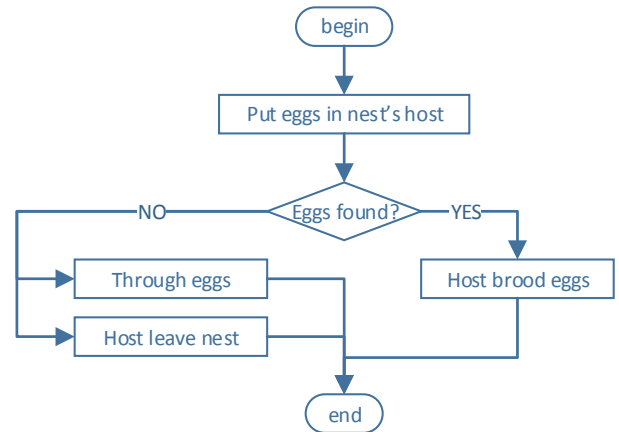 begin
Put eggs in nest's host
Eggs found?
NO
YES
Through eggs
Host brood eggs
Host leave nest
end